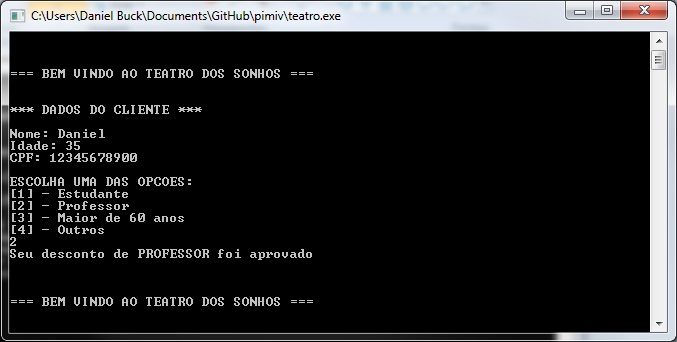 C:\Users\Daniel Buck\Documents\GitHub\pimiv\teatro.exe
=== BEM VINDO AO TEATRO DOS SONHOS ===
*** DADOS DO CLIENTE ***
Nome: Daniel
Idade: 35
CPF: 12345678900
ESCOLHA UMA DAS OPCOES:
[1] - Estudante
[2] - Professor
[3] - Maior de 60 anos
[4] - Outros
2
Seu desconto de PROFESSOR foi aprovado
=== BEM VINDO AO TEATRO DOS SONHOS ===